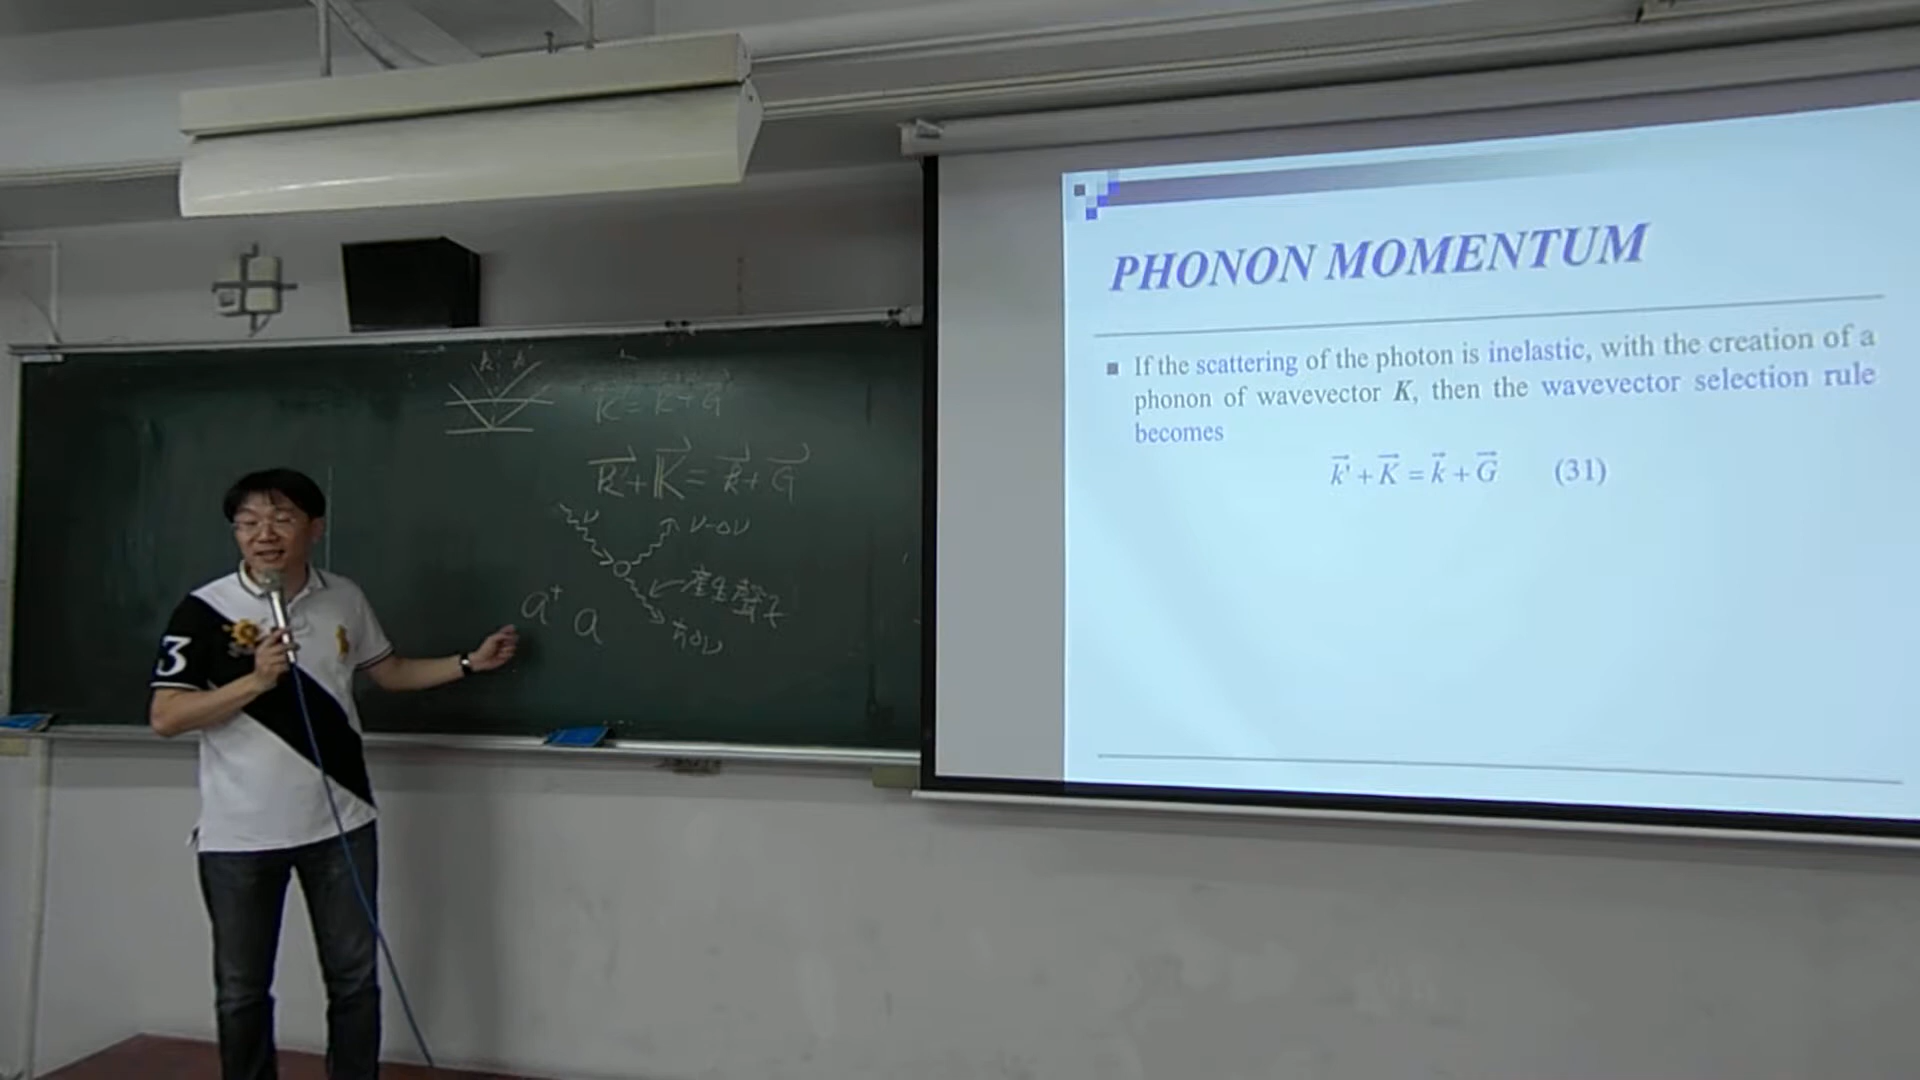 k' k
k' = k + G
k' + K = k + G
ν
ν-Δν
產生聲子
ħΔν
a⁺ a
3
PHONON MOMENTUM
If the scattering of the photon is inelastic, with the creation of a
phonon of wavevector K, then the wavevector selection rule
becomes
k⃗' + K⃗ = k⃗ + G⃗ (31)